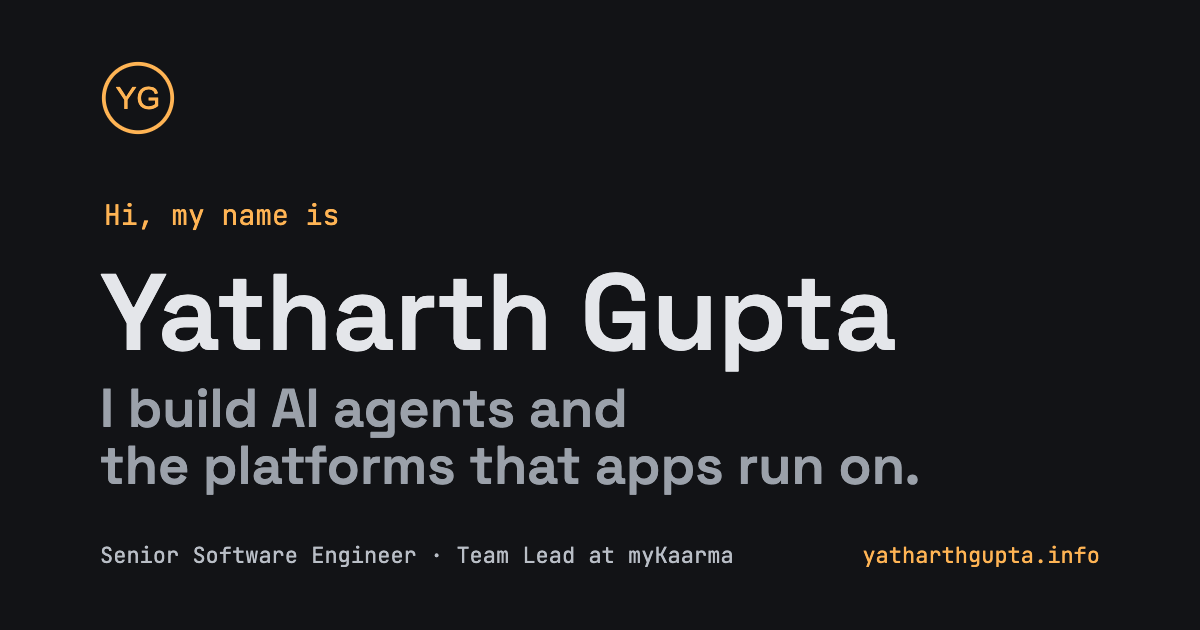 YG
Hi, my name is
Yatharth Gupta
I build AI agents and
the platforms that apps run on.
Senior Software Engineer · Team Lead at myKaarma
yatharthgupta.info